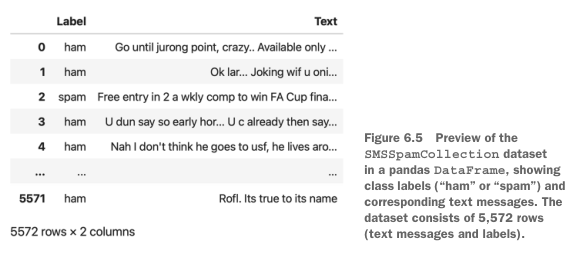 Label Text
0 ham Go until jurong point, crazy.. Available only ...
1 ham Ok lar... Joking wif u oni...
2 spam Free entry in 2 a wkly comp to win FA Cup fina...
3 ham U dun say so early hor... U c already then say...
4 ham Nah I don't think he goes to usf, he lives aro...
... ... ...
5571 ham Rofl. Its true to its name
5572 rows × 2 columns
Figure 6.5 Preview of the
SMSSpamCollection dataset
in a pandas DataFrame, showing
class labels (“ham” or “spam”) and
corresponding text messages. The
dataset consists of 5,572 rows
(text messages and labels).